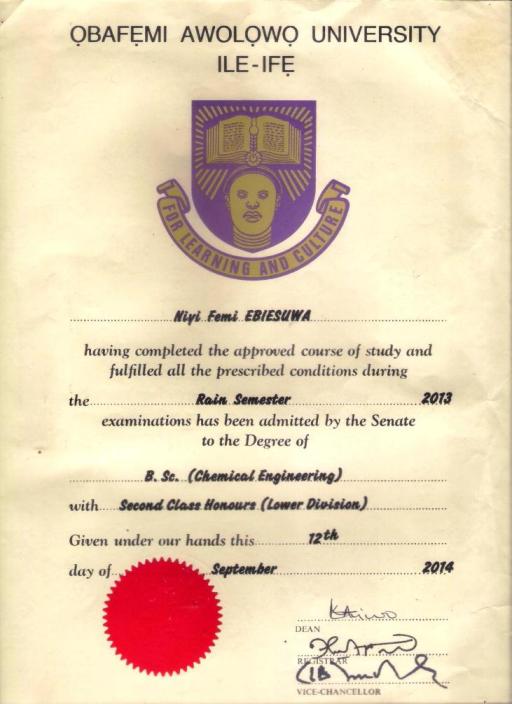 ỌBAFẸMI AWOLỌWỌ UNIVERSITY
ILE-IFẸ
FOR LEARNING AND CULTURE
Niyi Femi EBIESUWA
having completed the approved course of study and
fulfilled all the prescribed conditions during
the Rain Semester 2013
examinations has been admitted by the Senate
to the Degree of
B. Sc. (Chemical Engineering)
with Second Class Honours (Lower Division)
Given under our hands this 12th
day of September 2014
DEAN
REGISTRAR
VICE-CHANCELLOR